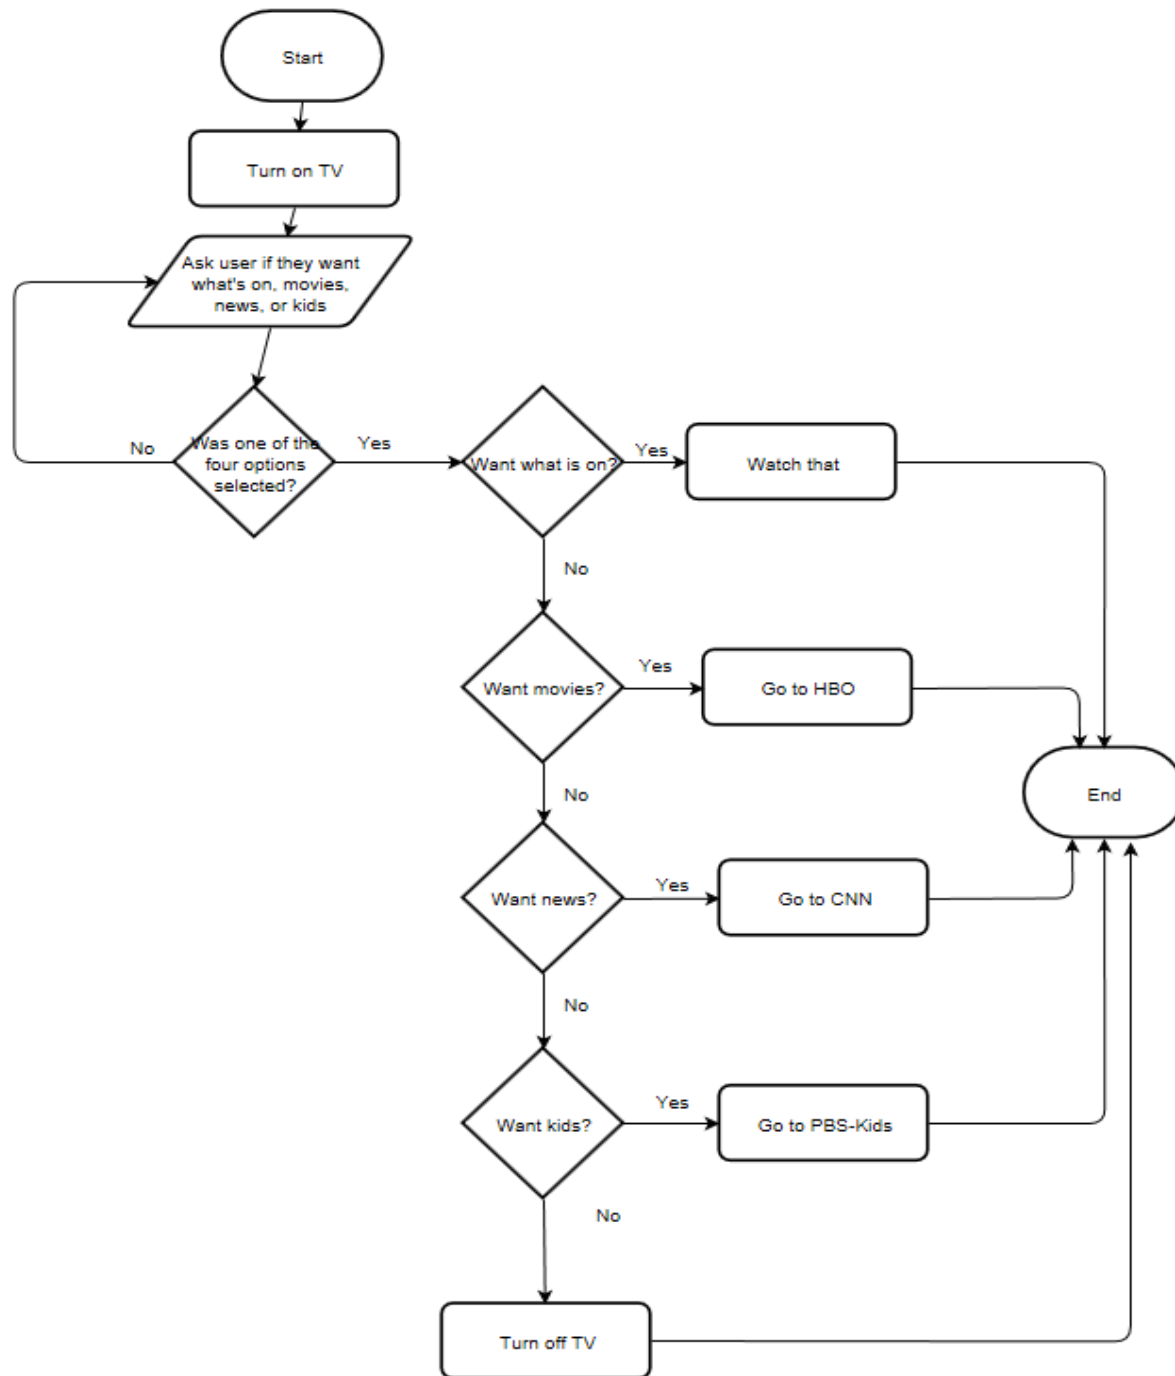 Start
Turn on TV
Ask user if they want
what's on, movies,
news, or kids
No
Was one of the
four options
selected?
Yes
Want what is on?
Yes
Watch that
No
Want movies?
Yes
Go to HBO
No
End
Want news?
Yes
Go to CNN
No
Want kids?
Yes
Go to PBS-Kids
No
Turn off TV